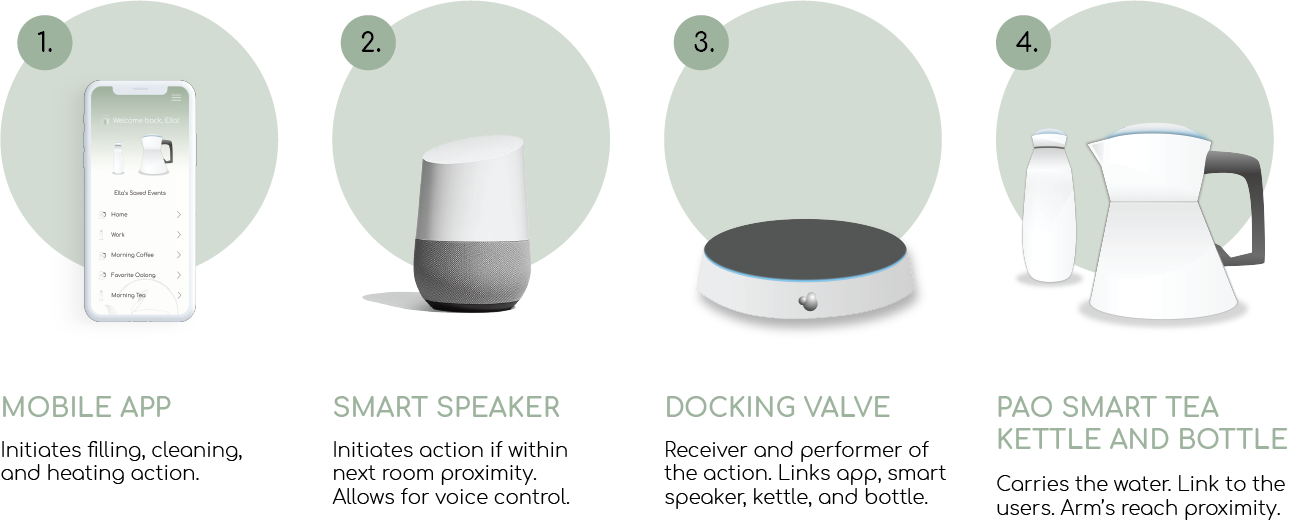 1.
Welcome back, Ella!
Ella's Saved Events
Home
Work
Morning Coffee
Favorite Oolong
Morning Tea
MOBILE APP
Initiates filling, cleaning,
and heating action.
2.
SMART SPEAKER
Initiates action if within
next room proximity.
Allows for voice control.
3.
DOCKING VALVE
Receiver and performer of
the action. Links app, smart
speaker, kettle, and bottle.
4.
PAO SMART TEA
KETTLE AND BOTTLE
Carries the water. Link to the
users. Arm's reach proximity.